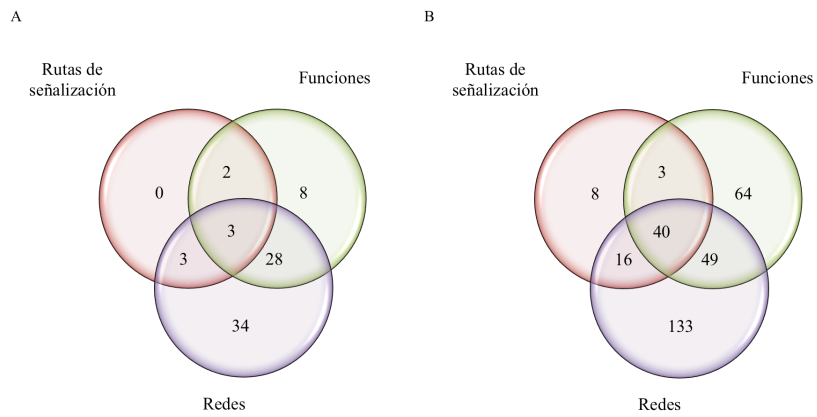 A
Rutas de
señalización
Funciones
0
2
8
3
3
28
34
Redes
B
Rutas de
señalización
Funciones
8
3
64
40
16
49
133
Redes